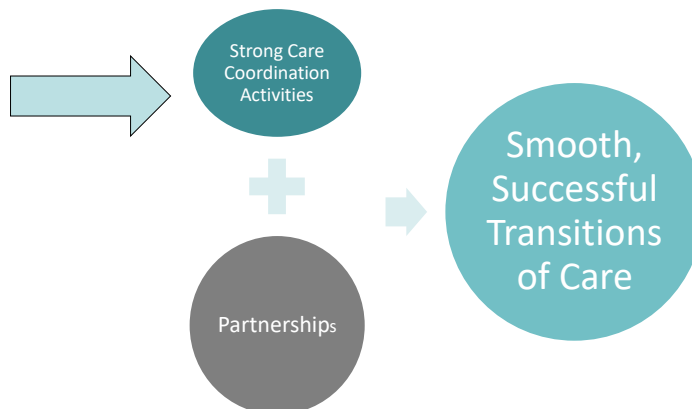 Strong Care
Coordination
Activities
Partnerships
Smooth,
Successful
Transitions
of Care